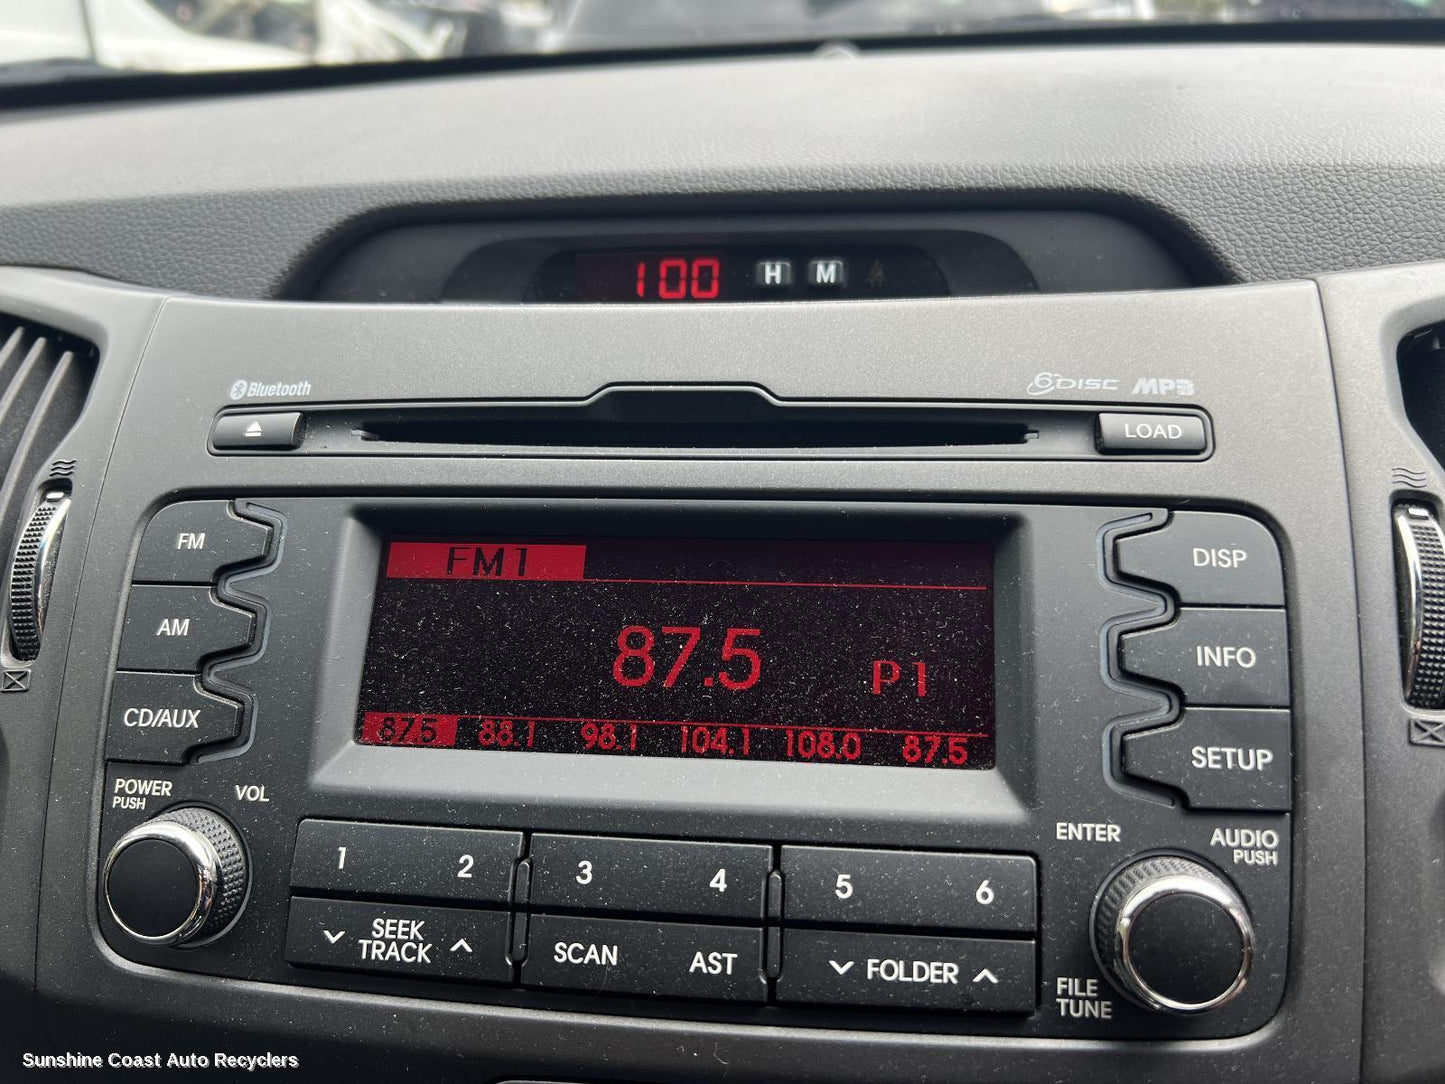 100 H M
Bluetooth
6 DISC MP3
LOAD
FM
AM
CD/AUX
FM1
87.5
P1
87.5 88.1 98.1 104.1 108.0 87.5
DISP
INFO
SETUP
POWER
PUSH
VOL
ENTER
AUDIO
PUSH
1 2 3 4 5 6
SEEK
TRACK
SCAN AST
FOLDER
FILE
TUNE
Sunshine Coast Auto Recyclers